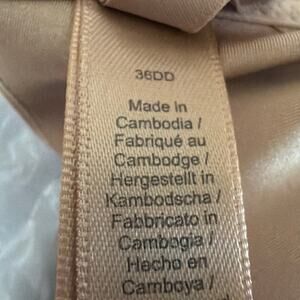 36DD
Made in
Cambodia /
Fabriqué au
Cambodge /
Hergestellt in
Kambodscha /
Fabbricato in
Cambogia /
Hecho en
Camboya /